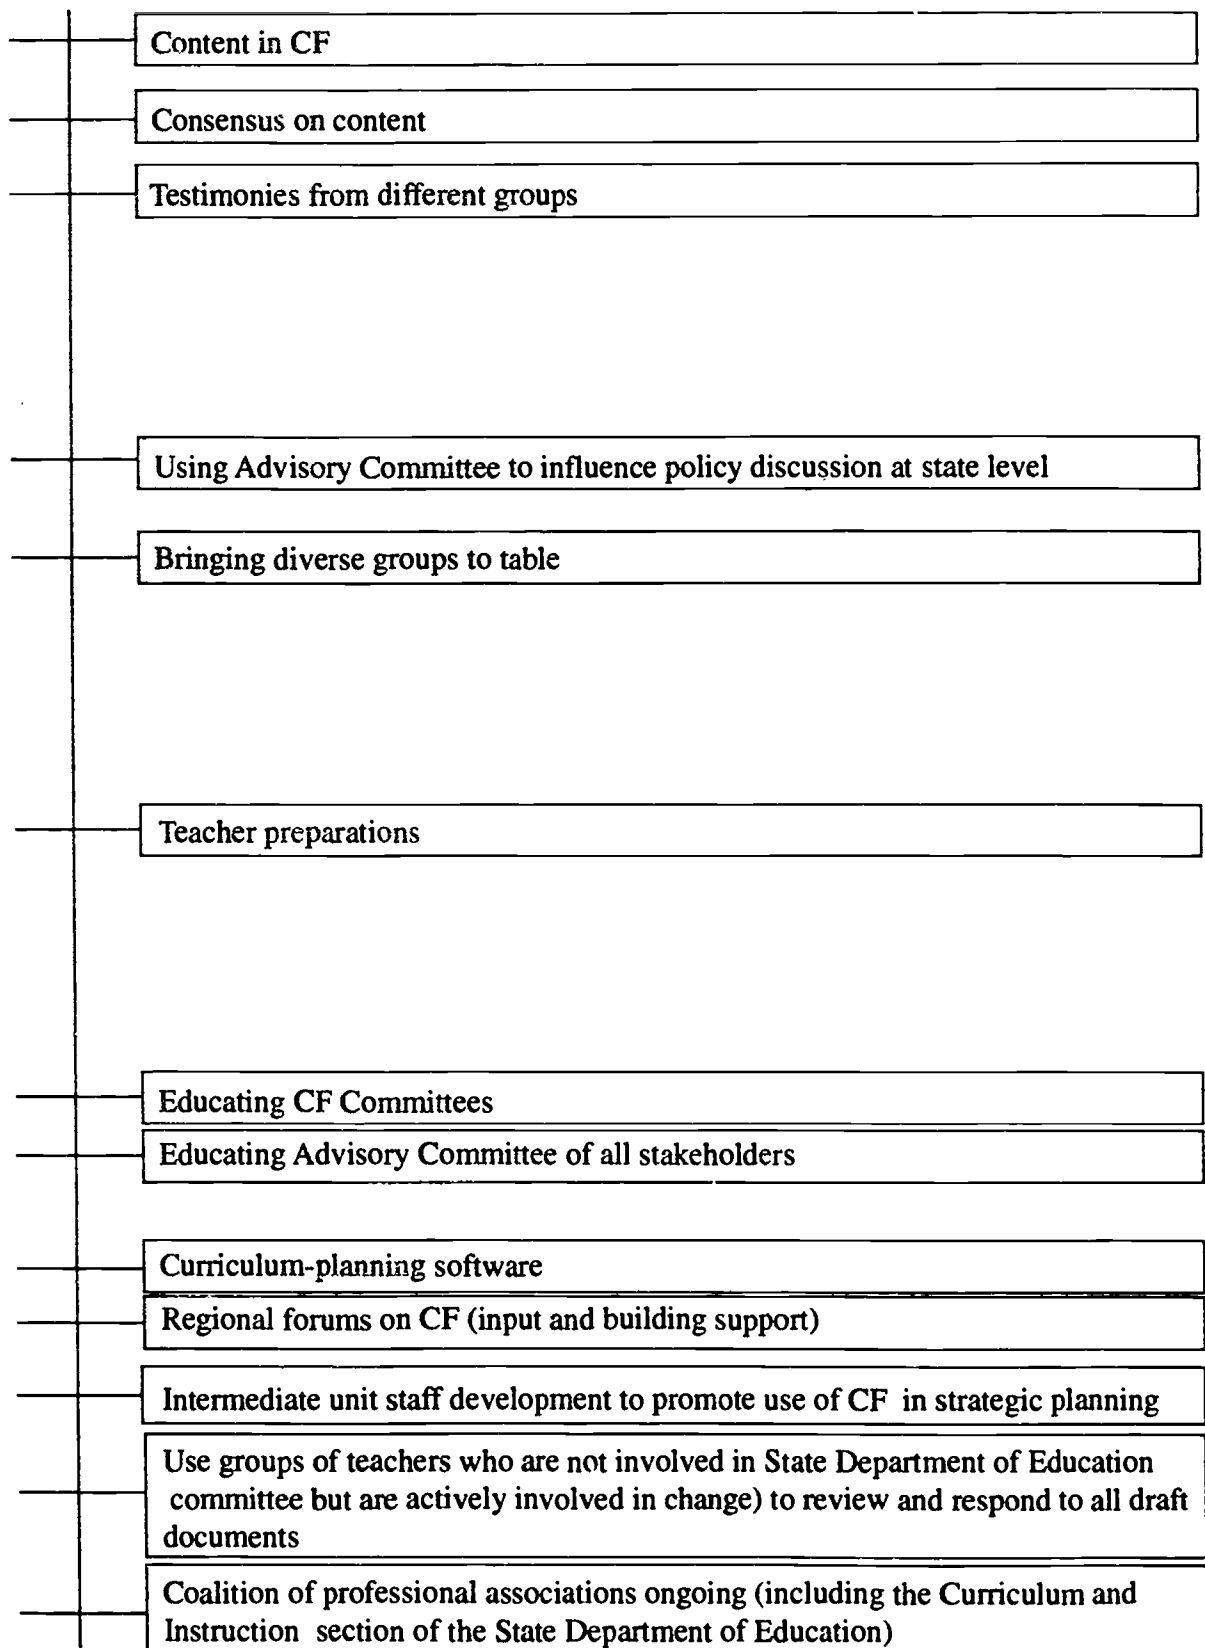 Content in CF
Consensus on content
Testimonies from different groups
Using Advisory Committee to influence policy discussion at state level
Bringing diverse groups to table
Teacher preparations
Educating CF Committees
Educating Advisory Committee of all stakeholders
Curriculum-planning software
Regional forums on CF (input and building support)
Intermediate unit staff development to promote use of CF in strategic planning
Use groups of teachers who are not involved in State Department of Education
committee but are actively involved in change) to review and respond to all draft
documents
Coalition of professional associations ongoing (including the Curriculum and
Instruction section of the State Department of Education)